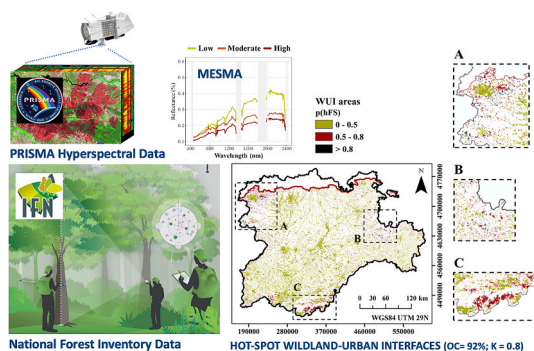 Low Moderate High
MESMA
Reflectance (%)
0.6
0.5
0.4
0.3
0.2
0.1
400 800 1200 1600 2000 2400
Wavelength (nm)
PRISMA
PRISMA Hyperspectral Data
WUI areas
p(hFS)
0 - 0.5
0.5 - 0.8
> 0.8
A
B
C
IFN
National Forest Inventory Data
N
A
B
C
0 30 60 120
km
WGS84 UTM 29N
4770000
4700000
4630000
4560000
4490000
190000 280000 370000 460000 550000
HOT-SPOT WILDLAND-URBAN INTERFACES (OC= 92%; K = 0.8)